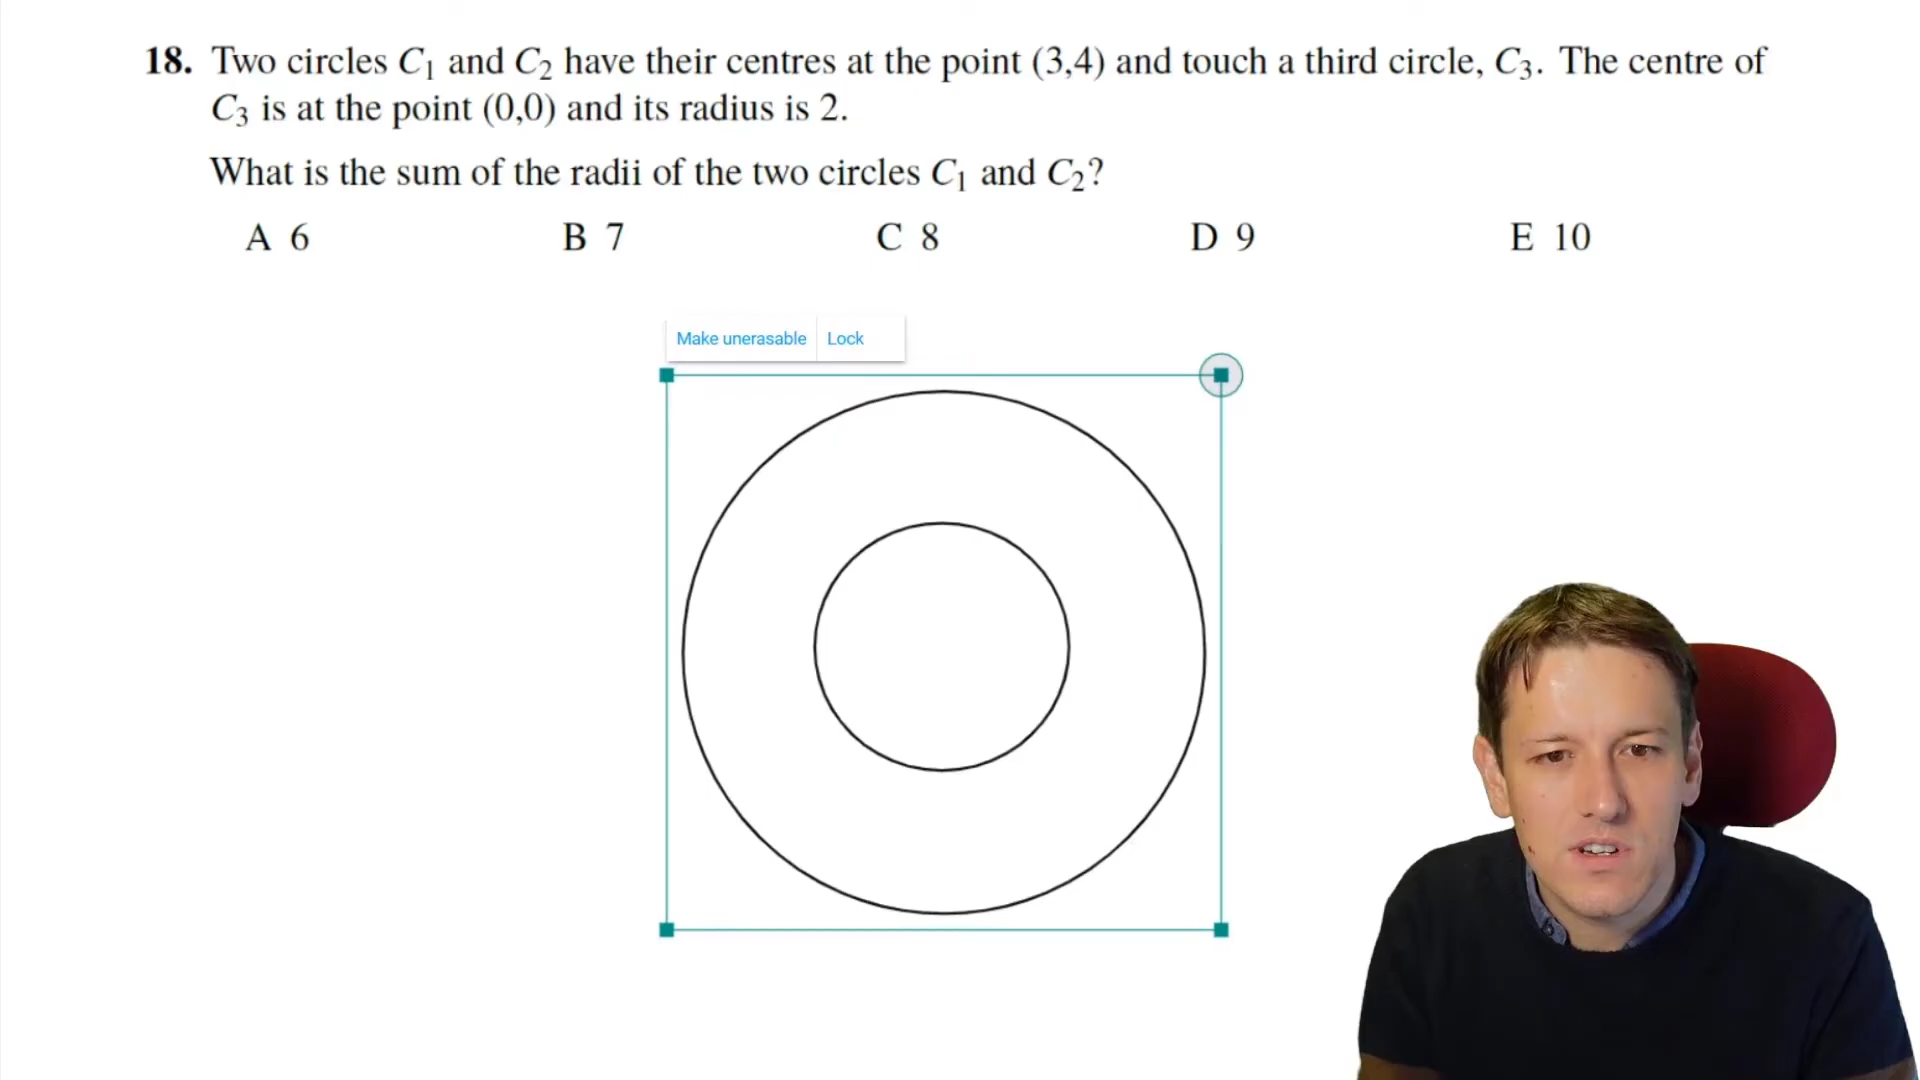 18. Two circles C₁ and C₂ have their centres at the point (3,4) and touch a third circle, C₃. The centre of
C₃ is at the point (0,0) and its radius is 2.
What is the sum of the radii of the two circles C₁ and C₂?
A 6 B 7 C 8 D 9 E 10
Make unerasable Lock